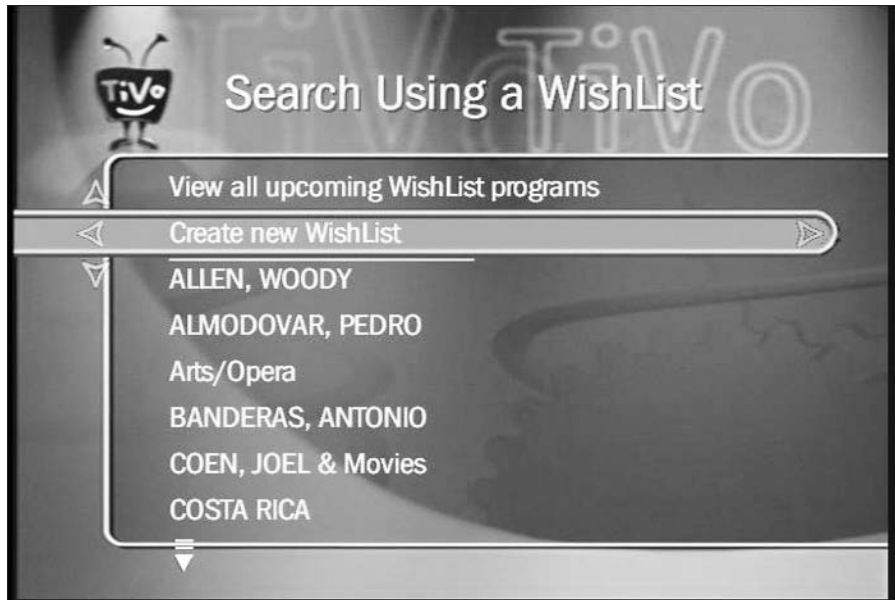 TiVo TiVo
TiVo
Search Using a WishList
View all upcoming WishList programs
Create new WishList
ALLEN, WOODY
ALMODOVAR, PEDRO
Arts/Opera
BANDERAS, ANTONIO
COEN, JOEL & Movies
COSTA RICA